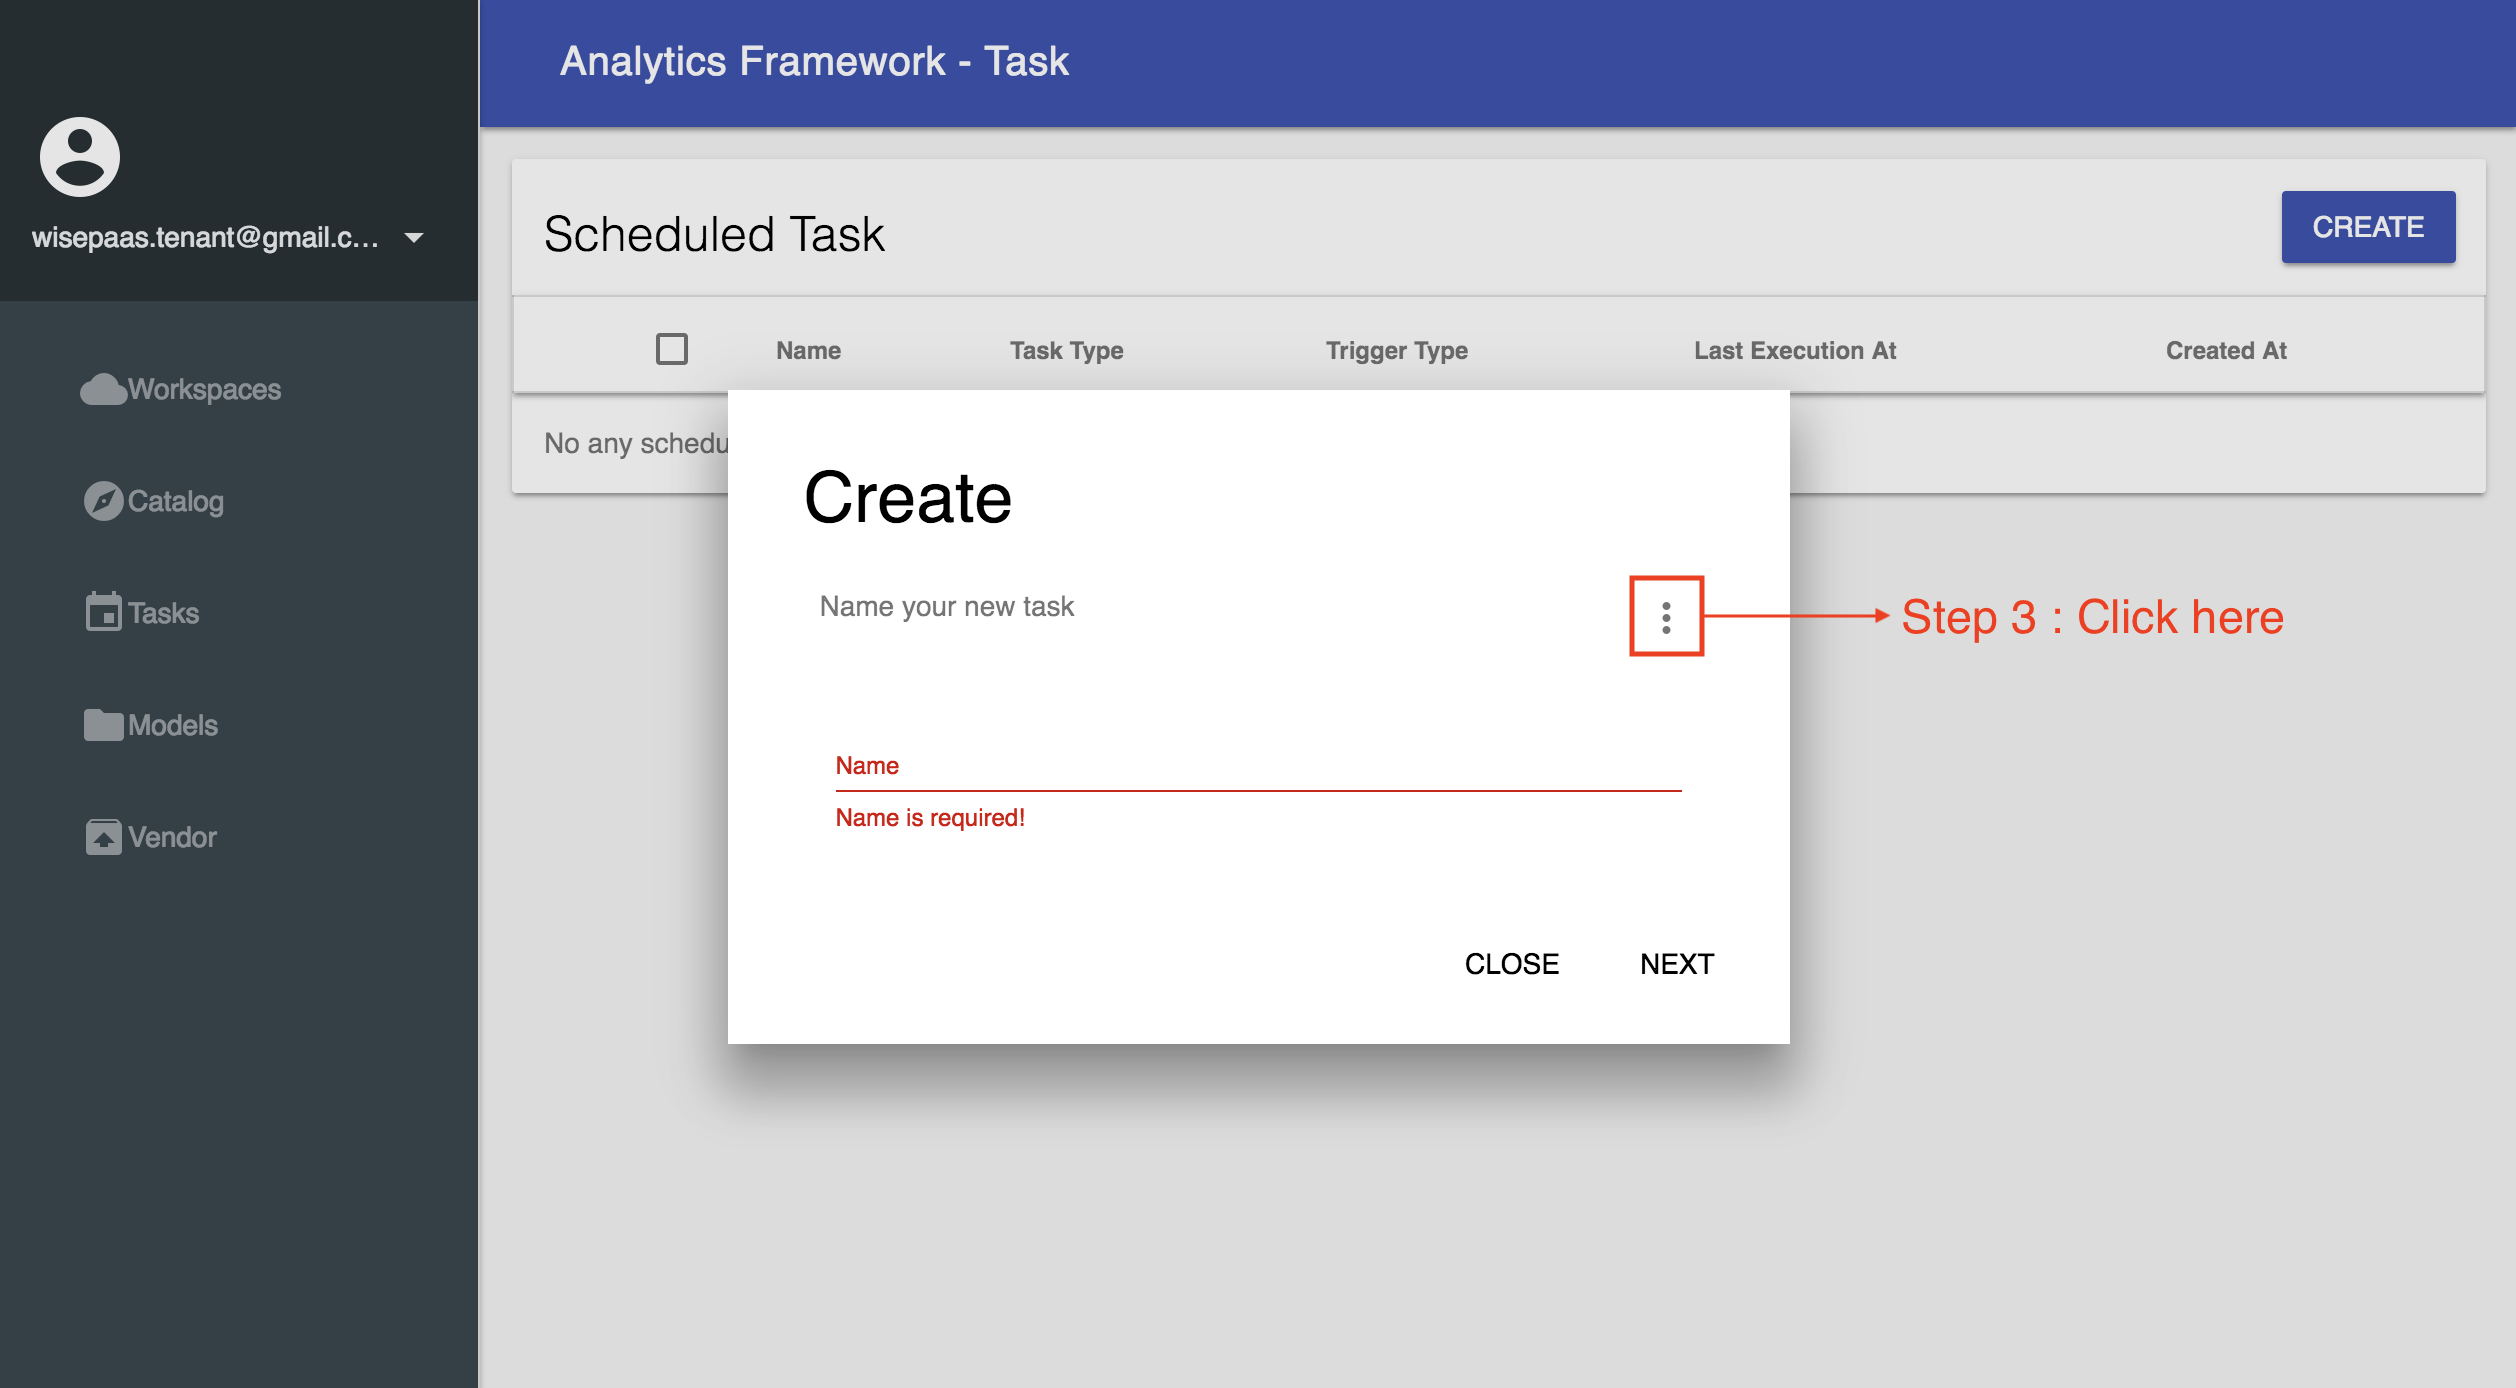 Analytics Framework - Task
wisepaas.tenant@gmail.c...
Workspaces
Catalog
Tasks
Models
Vendor
Scheduled Task
CREATE
Name Task Type Trigger Type Last Execution At Created At
No any schedu
Create
Name your new task
Step 3 : Click here
Name
Name is required!
CLOSE NEXT